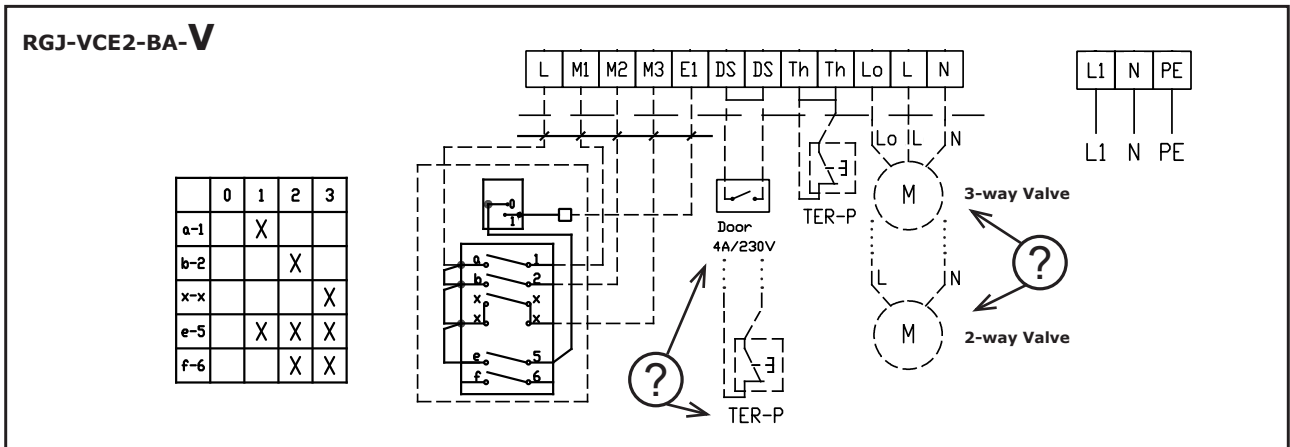 RGJ-VCE2-BA-V
L M1 M2 M3 E1 DS DS Th Th Lo L N
L1 N PE
Lo L N
L1 N PE
M
3-way Valve
TER-P
0
1
Door
4A/230V
?
0 1 2 3
a-1 X
b-2 X
x-x X
e-5 X X X
f-6 X X
a 1
b 2
x x
x x
e 5
f 6
L N
M
2-way Valve
?
TER-P